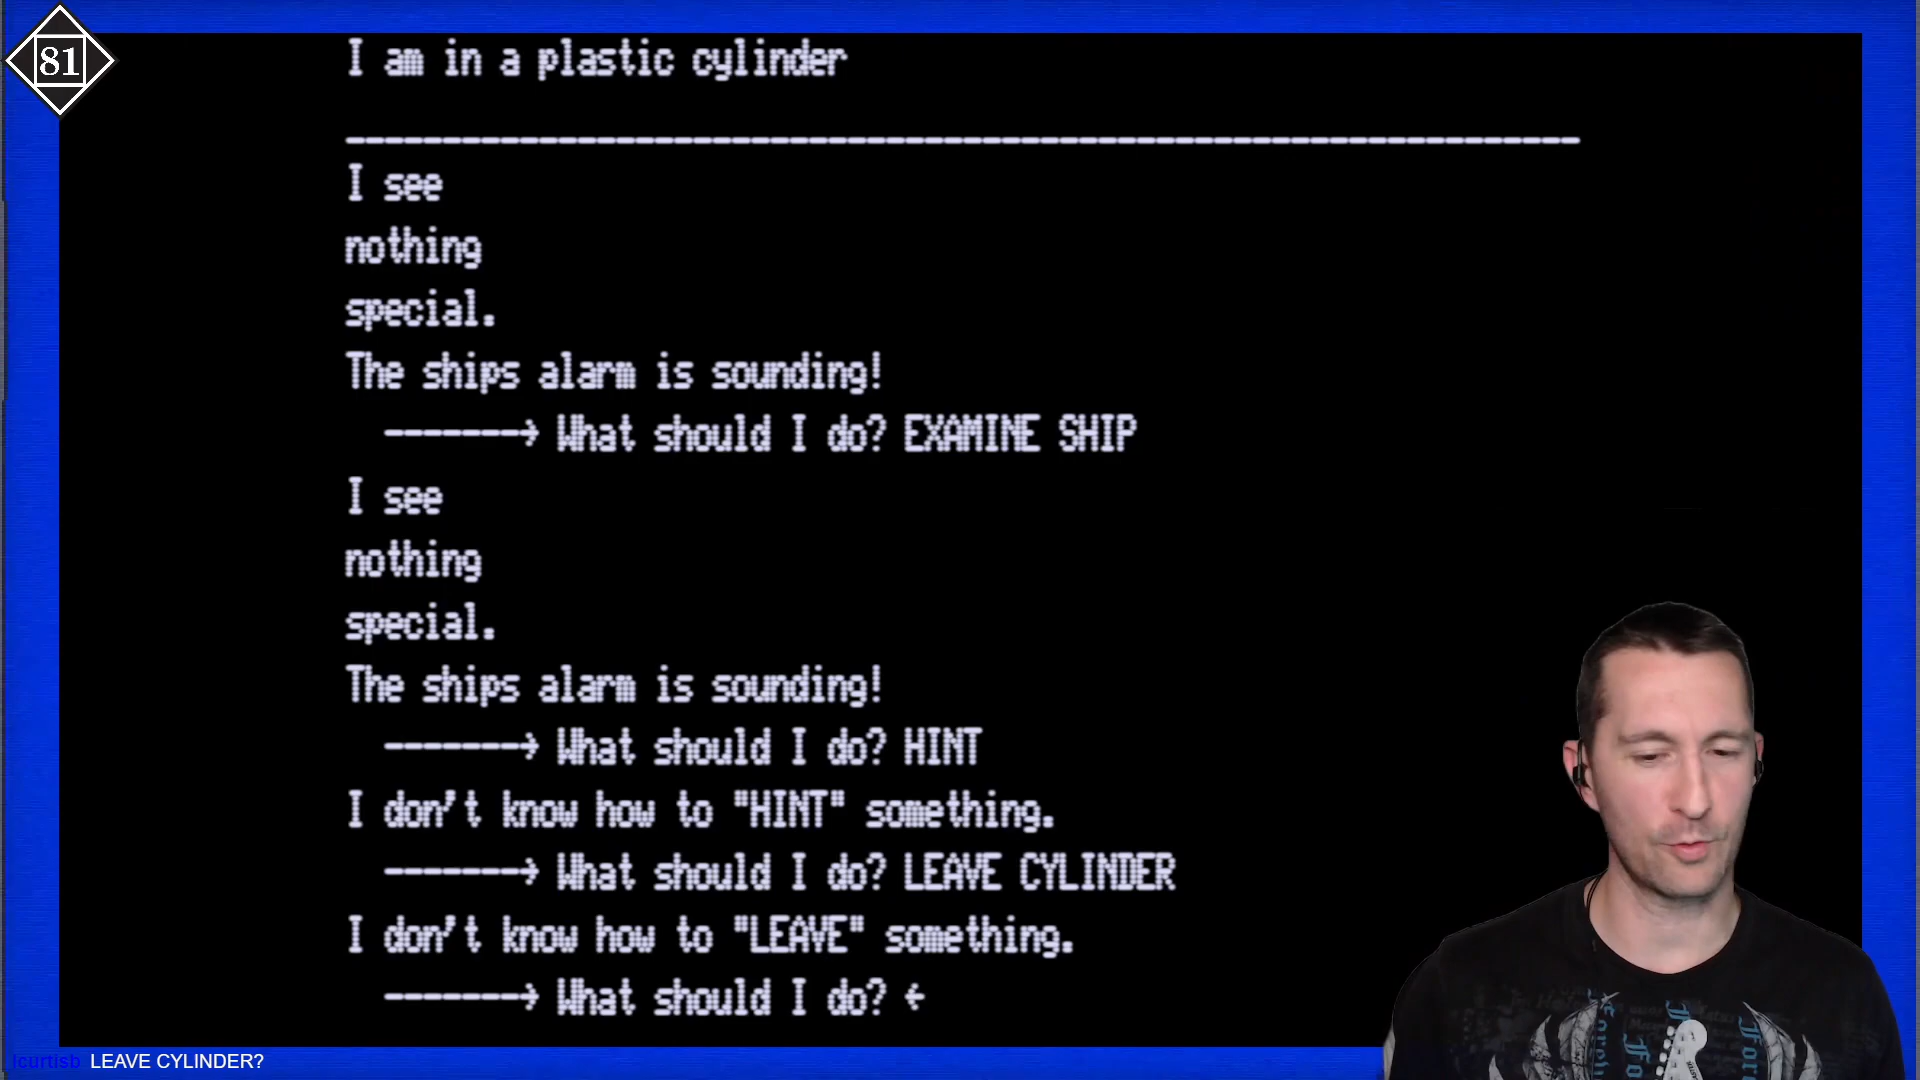 81
I am in a plastic cylinder
----------------------------------------------------------------
I see
nothing
special.
The ships alarm is sounding!
-------→ What should I do? EXAMINE SHIP
I see
nothing
special.
The ships alarm is sounding!
-------→ What should I do? HINT
I don't know how to "HINT" something.
-------→ What should I do? LEAVE CYLINDER
I don't know how to "LEAVE" something.
-------→ What should I do? ←
lcurtisb LEAVE CYLINDER?